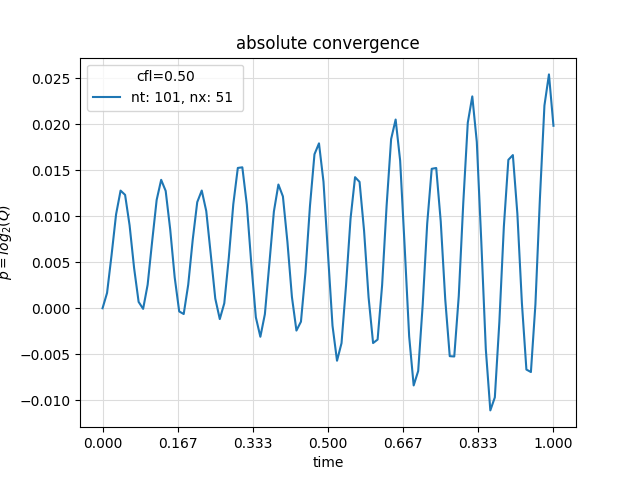 absolute convergence
cfl=0.50
nt: 101, nx: 51
p = log₂(Q)
0.025
0.020
0.015
0.010
0.005
0.000
−0.005
−0.010
0.000 0.167 0.333 0.500 0.667 0.833 1.000
time